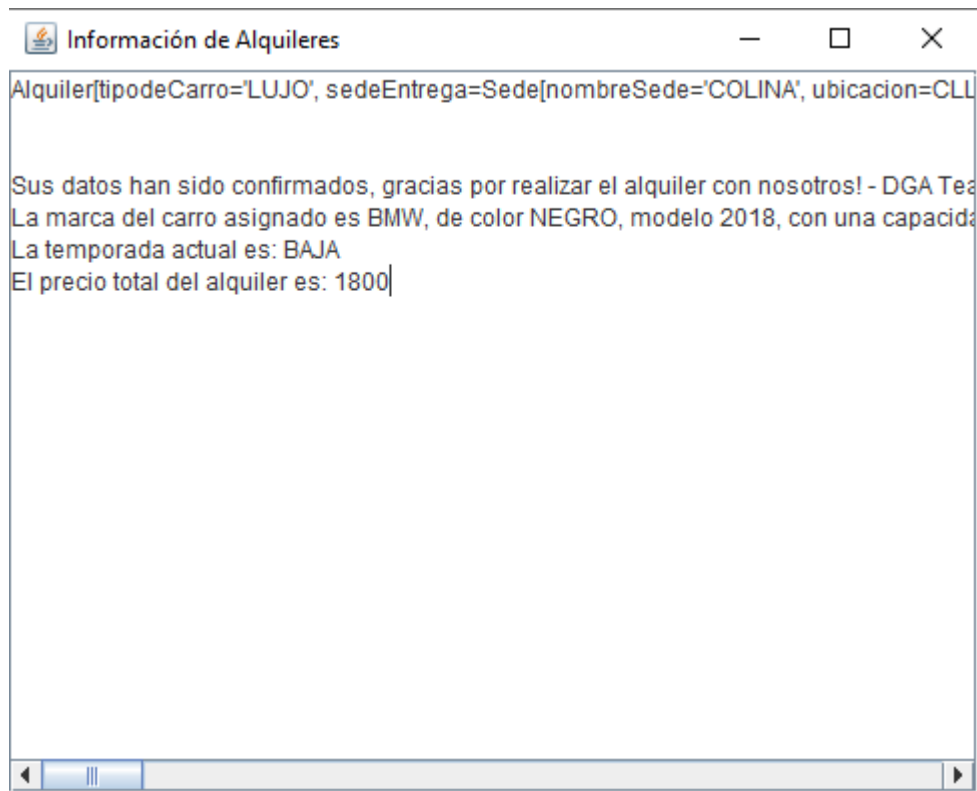 Información de Alquileres
Alquiler[tipodeCarro='LUJO', sedeEntrega=Sede[nombreSede='COLINA', ubicacion=CLL
Sus datos han sido confirmados, gracias por realizar el alquiler con nosotros! - DGA
La marca del carro asignado es BMW, de color NEGRO, modelo 2018, con una
La temporada actual es: BAJA
El precio total del alquiler es: 1800